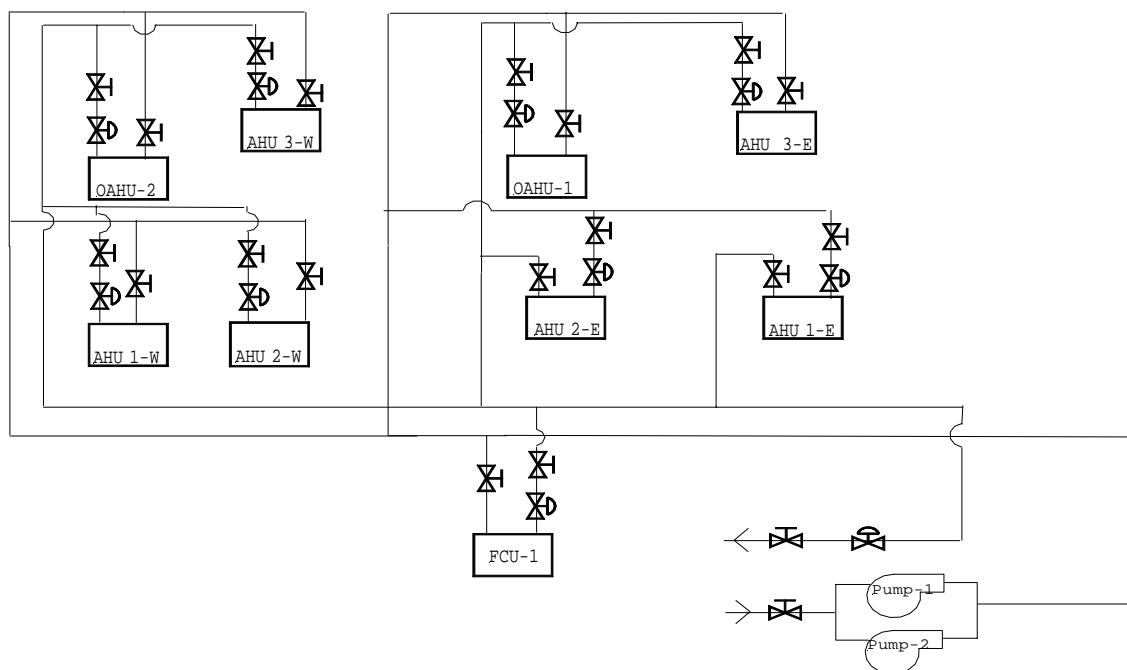 AHU 3-W
AHU 3-E
OAHU-2
OAHU-1
AHU 2-E
AHU 1-E
AHU 1-W
AHU 2-W
FCU-1
Pump-1
Pump-2